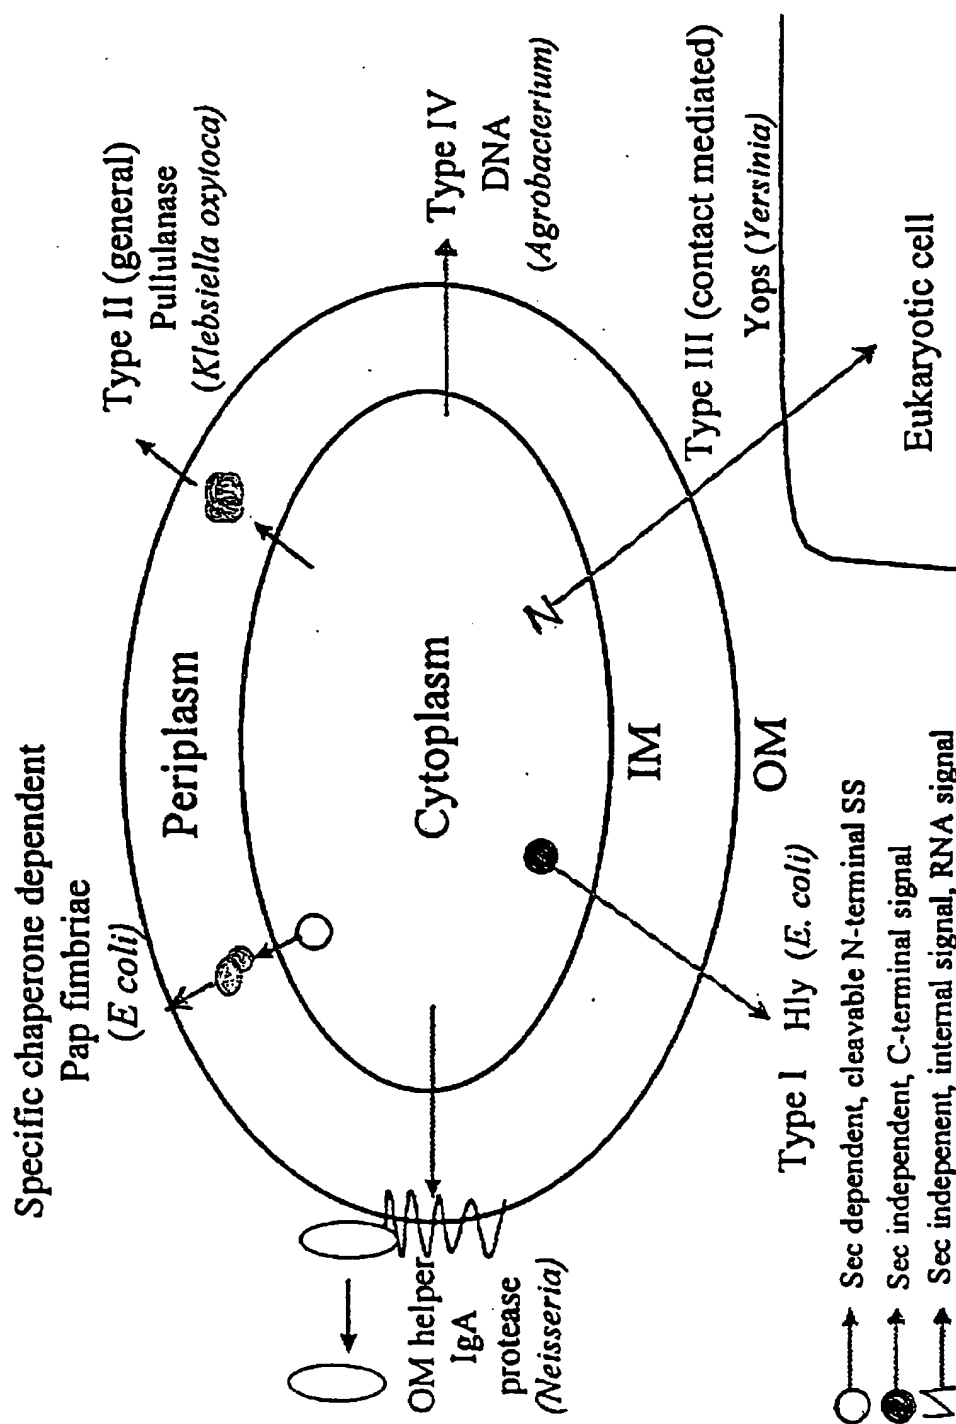 Specific chaperone dependent
Pap fimbriae
(E coli)
Type II (general)
Pullulanase
(Klebsiella oxytoca)
Periplasm
Cytoplasm
IM
OM
Type IV
DNA
(Agrobacterium)
OM helper
IgA
protease
(Neisseria)
Type I Hly (E. coli)
Type III (contact mediated)
Yops (Yersinia)
Eukaryotic cell
Sec dependent, cleavable N-terminal SS
Sec independent, C-terminal signal
Sec indepenent, internal signal, RNA signal